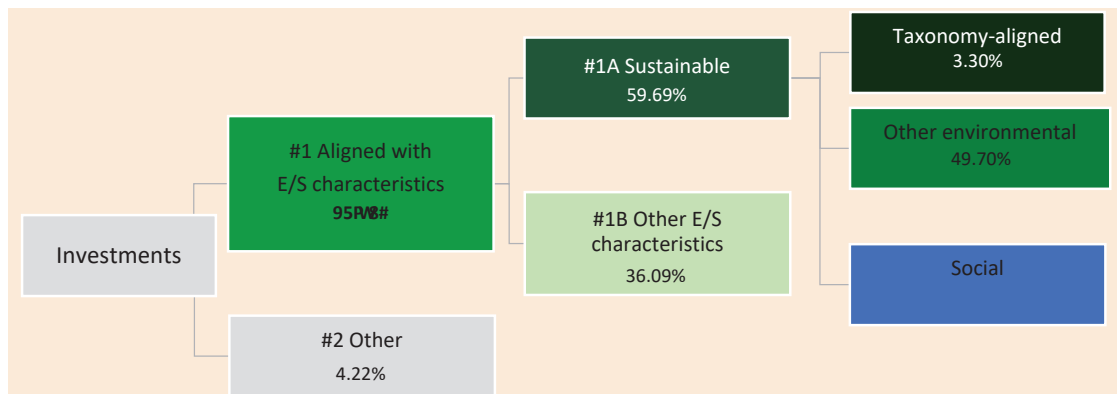 Investments
#1 Aligned with
E/S characteristics
#2 Other
4.22%
#1A Sustainable
59.69%
#1B Other E/S
characteristics
36.09%
Taxonomy-aligned
3.30%
Other environmental
49.70%
Social